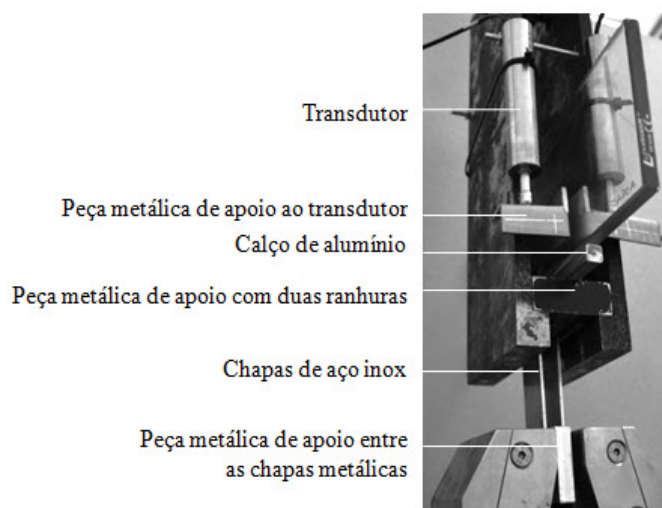 Transdutor
Peça metálica de apoio ao transdutor
Calço de alumínio
Peça metálica de apoio com duas ranhuras
Chapas de aço inox
Peça metálica de apoio entre
as chapas metálicas